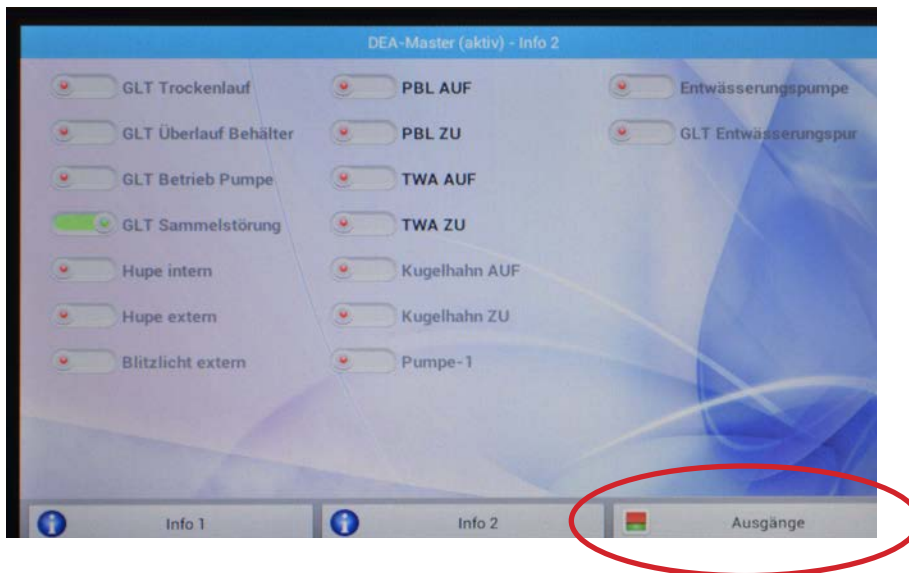 DEA-Master (aktiv) - Info 2
GLT Trockenlauf
GLT Überlauf Behälter
GLT Betrieb Pumpe
GLT Sammelstörung
Hupe intern
Hupe extern
Blitzlicht extern
PBL AUF
PBL ZU
TWA AUF
TWA ZU
Kugelhahn AUF
Kugelhahn ZU
Pumpe-1
Entwässerungspumpe
GLT Entwässerungspur
Info 1
Info 2
Ausgänge